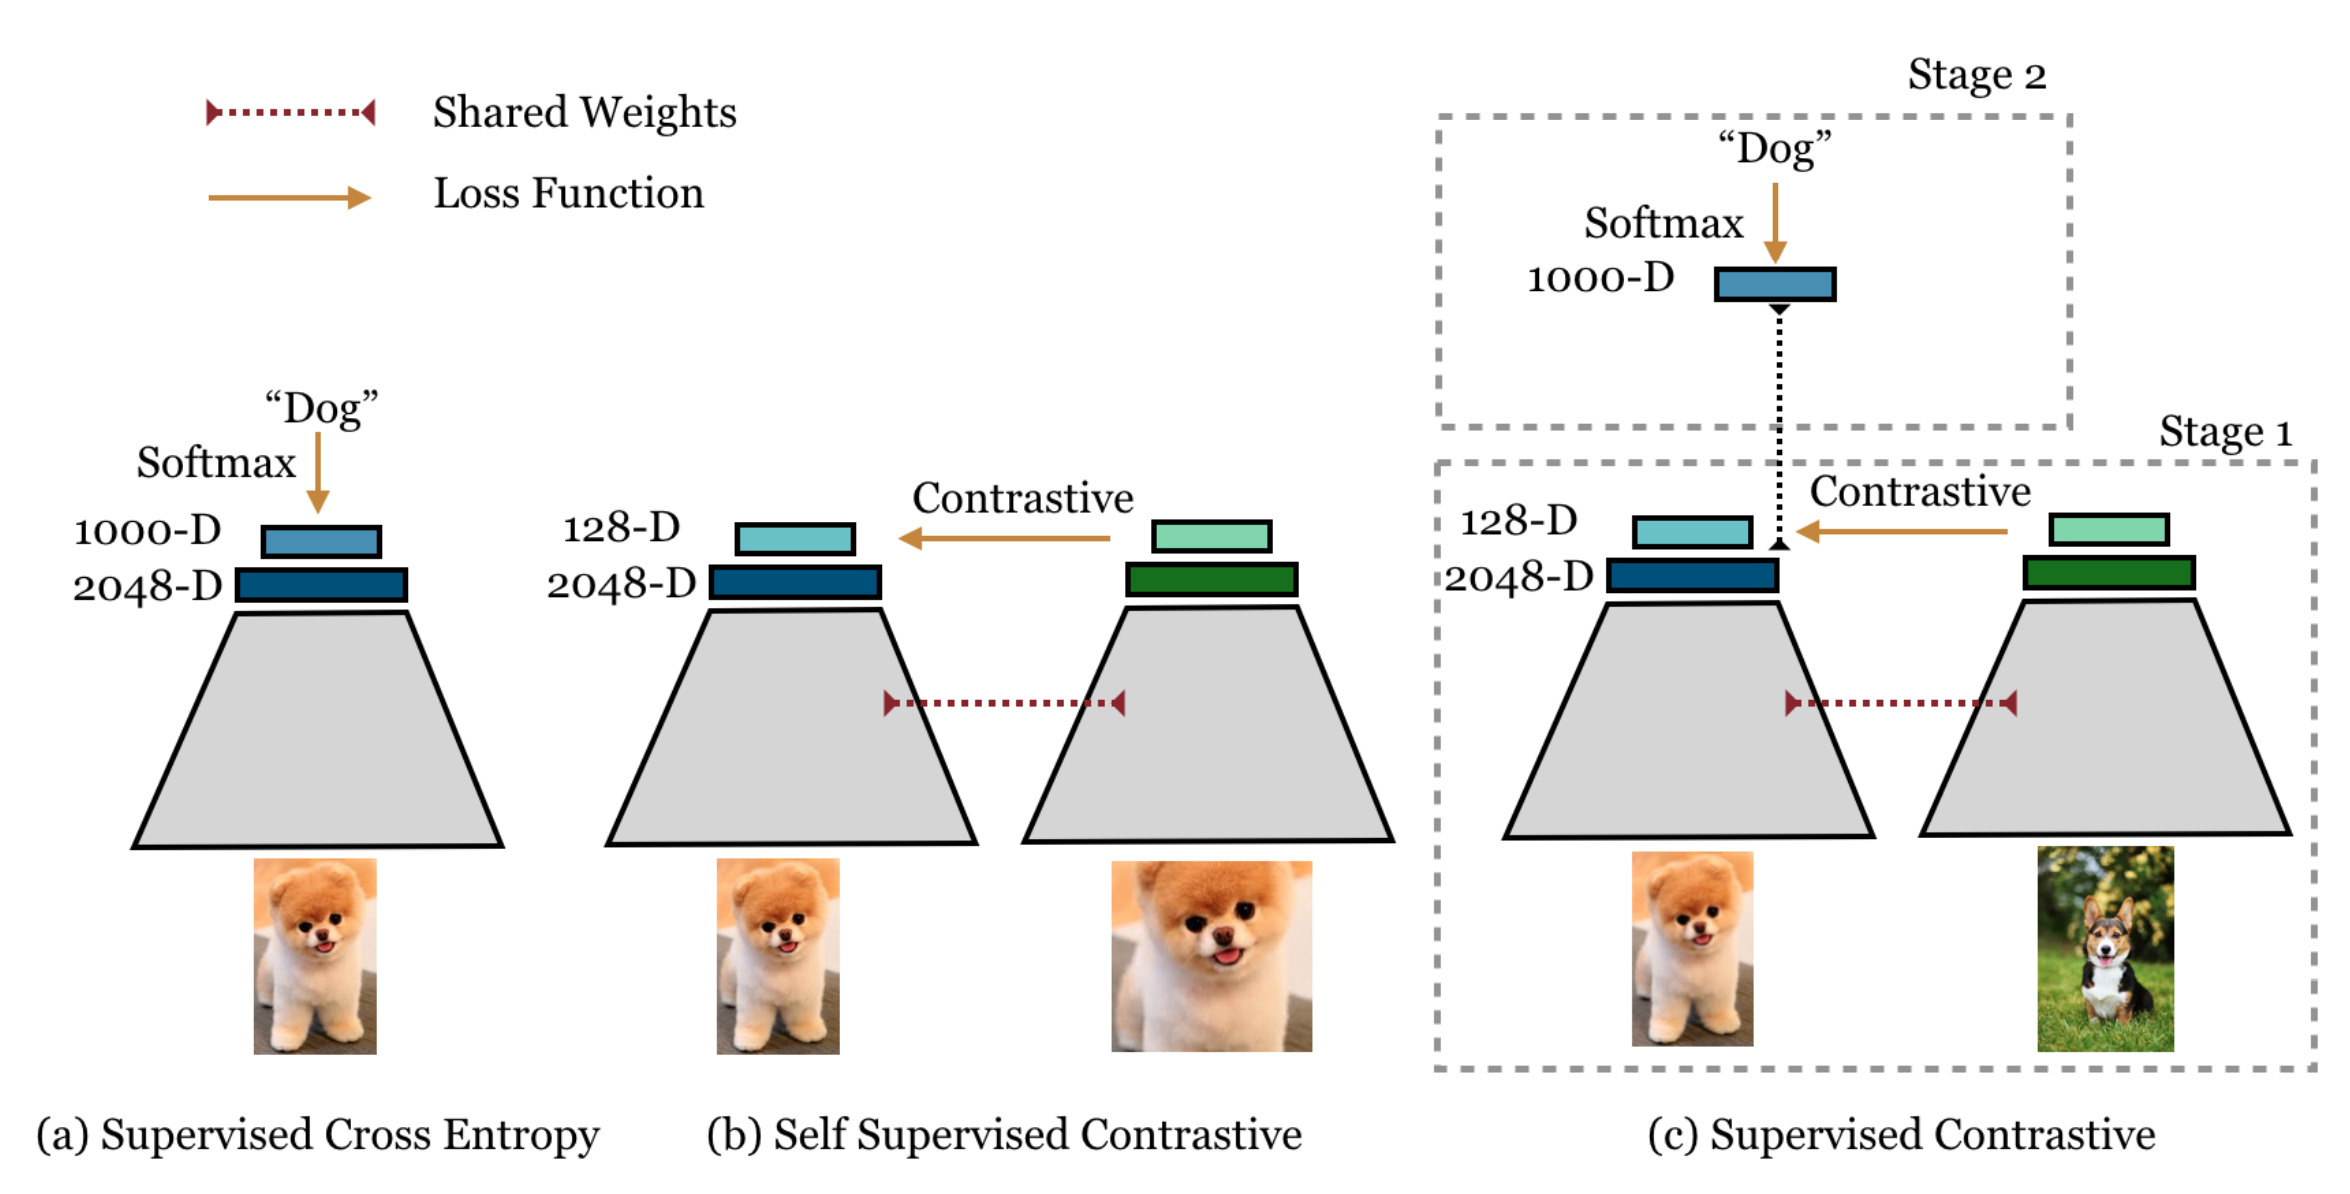 Shared Weights
Loss Function
“Dog”
Softmax
1000-D
2048-D
(a) Supervised Cross Entropy
Contrastive
128-D
2048-D
(b) Self Supervised Contrastive
Stage 2
“Dog”
Softmax
1000-D
Stage 1
Contrastive
128-D
2048-D
(c) Supervised Contrastive